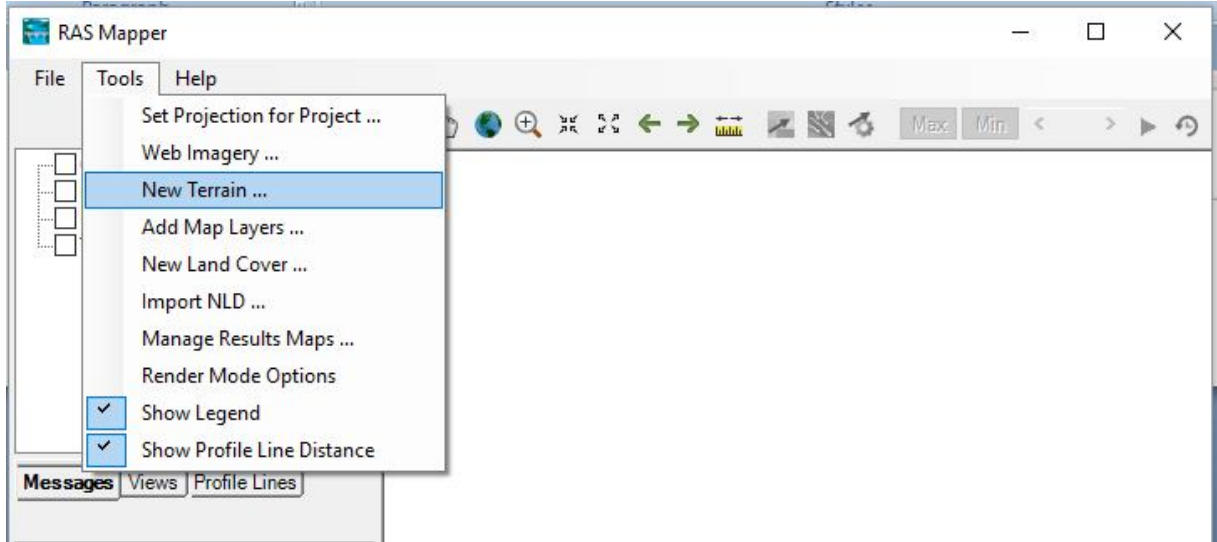 RAS Mapper
File Tools Help
Max Min
Set Projection for Project ...
Web Imagery ...
New Terrain ...
Add Map Layers ...
New Land Cover ...
Import NLD ...
Manage Results Maps ...
Render Mode Options
Show Legend
Show Profile Line Distance
Messages Views Profile Lines